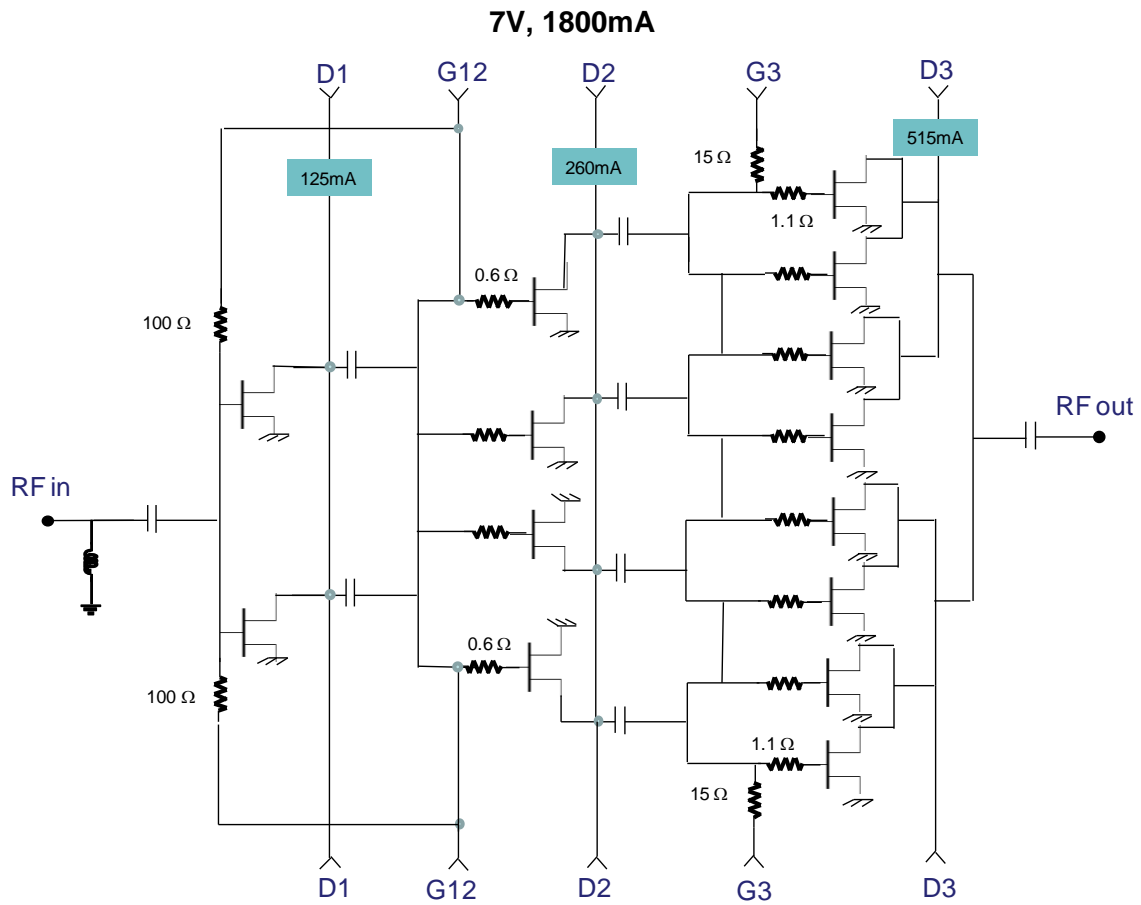 7V, 1800mA
D1 G12 D2 G3 D3
125mA
260mA
15 Ω
515mA
1.1 Ω
0.6 Ω
100 Ω
RF out
RF in
0.6 Ω
100 Ω
1.1 Ω
15 Ω
D1 G12 D2 G3 D3